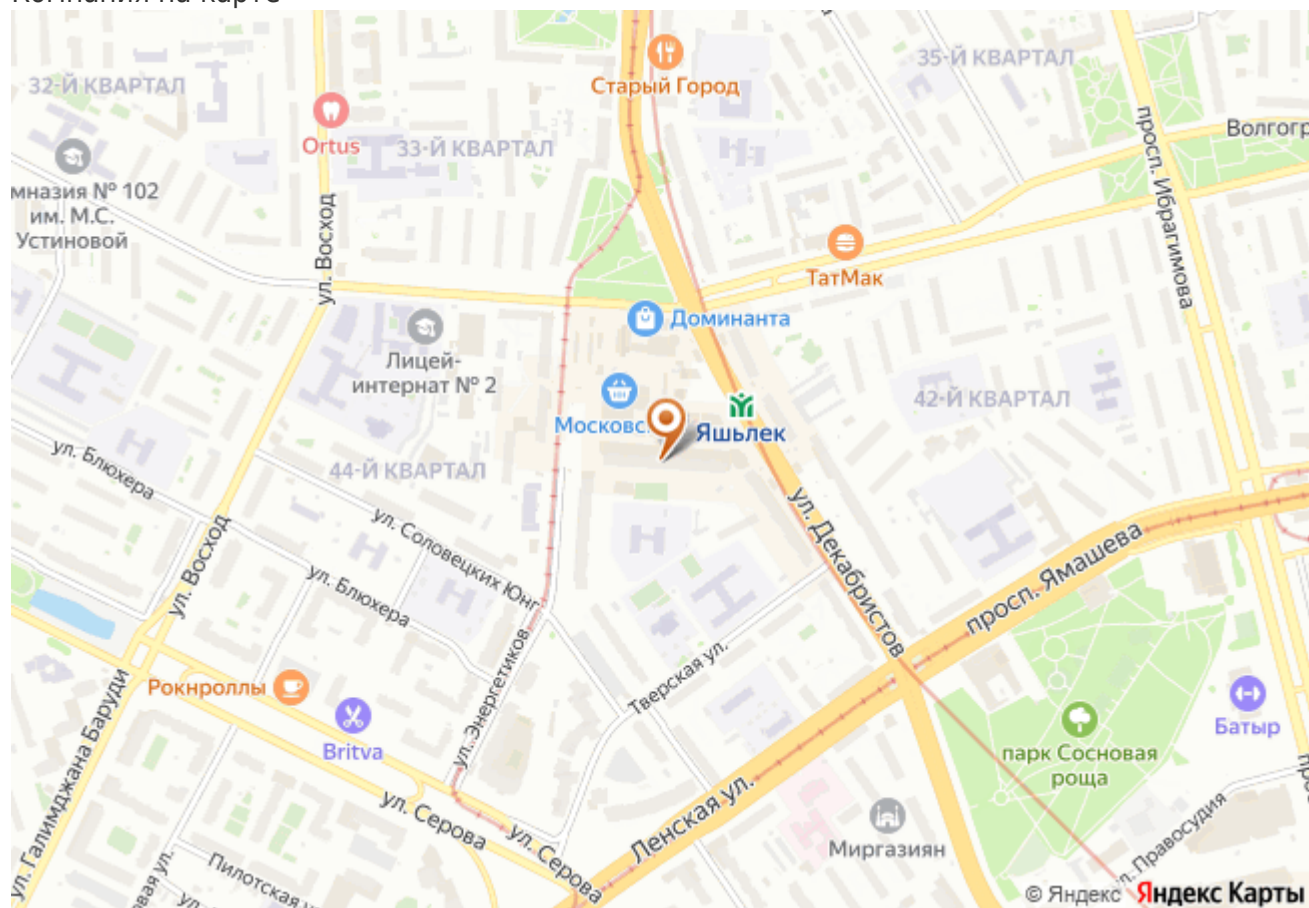 Компания на карте
32-Й КВАРТАЛ
Старый Город
35-Й КВАРТАЛ
Ortus
33-Й КВАРТАЛ
просп. Ибрагимова
Волгогр
мназия № 102
им. М.С.
Устиновой
ул. Восход
ТатМак
Доминанта
Лицей-
интернат № 2
42-Й КВАРТАЛ
Московс
Яшьлек
ул. Блюхера
44-Й КВАРТАЛ
ул. Соловецких Юнг
ул. Декабристов
просп. Ямашева
ул. Восход
ул. Блюхера
ул. Энергетиков
Тверская ул.
Рокнроллы
Britva
ул. Галимджана Баруди
Батыр
парк Сосновая
роща
ул. Серова
ул. Серова
Ленская ул.
Миргазиян
Пилотская
Правосудия
© Яндекс Яндекс Карты